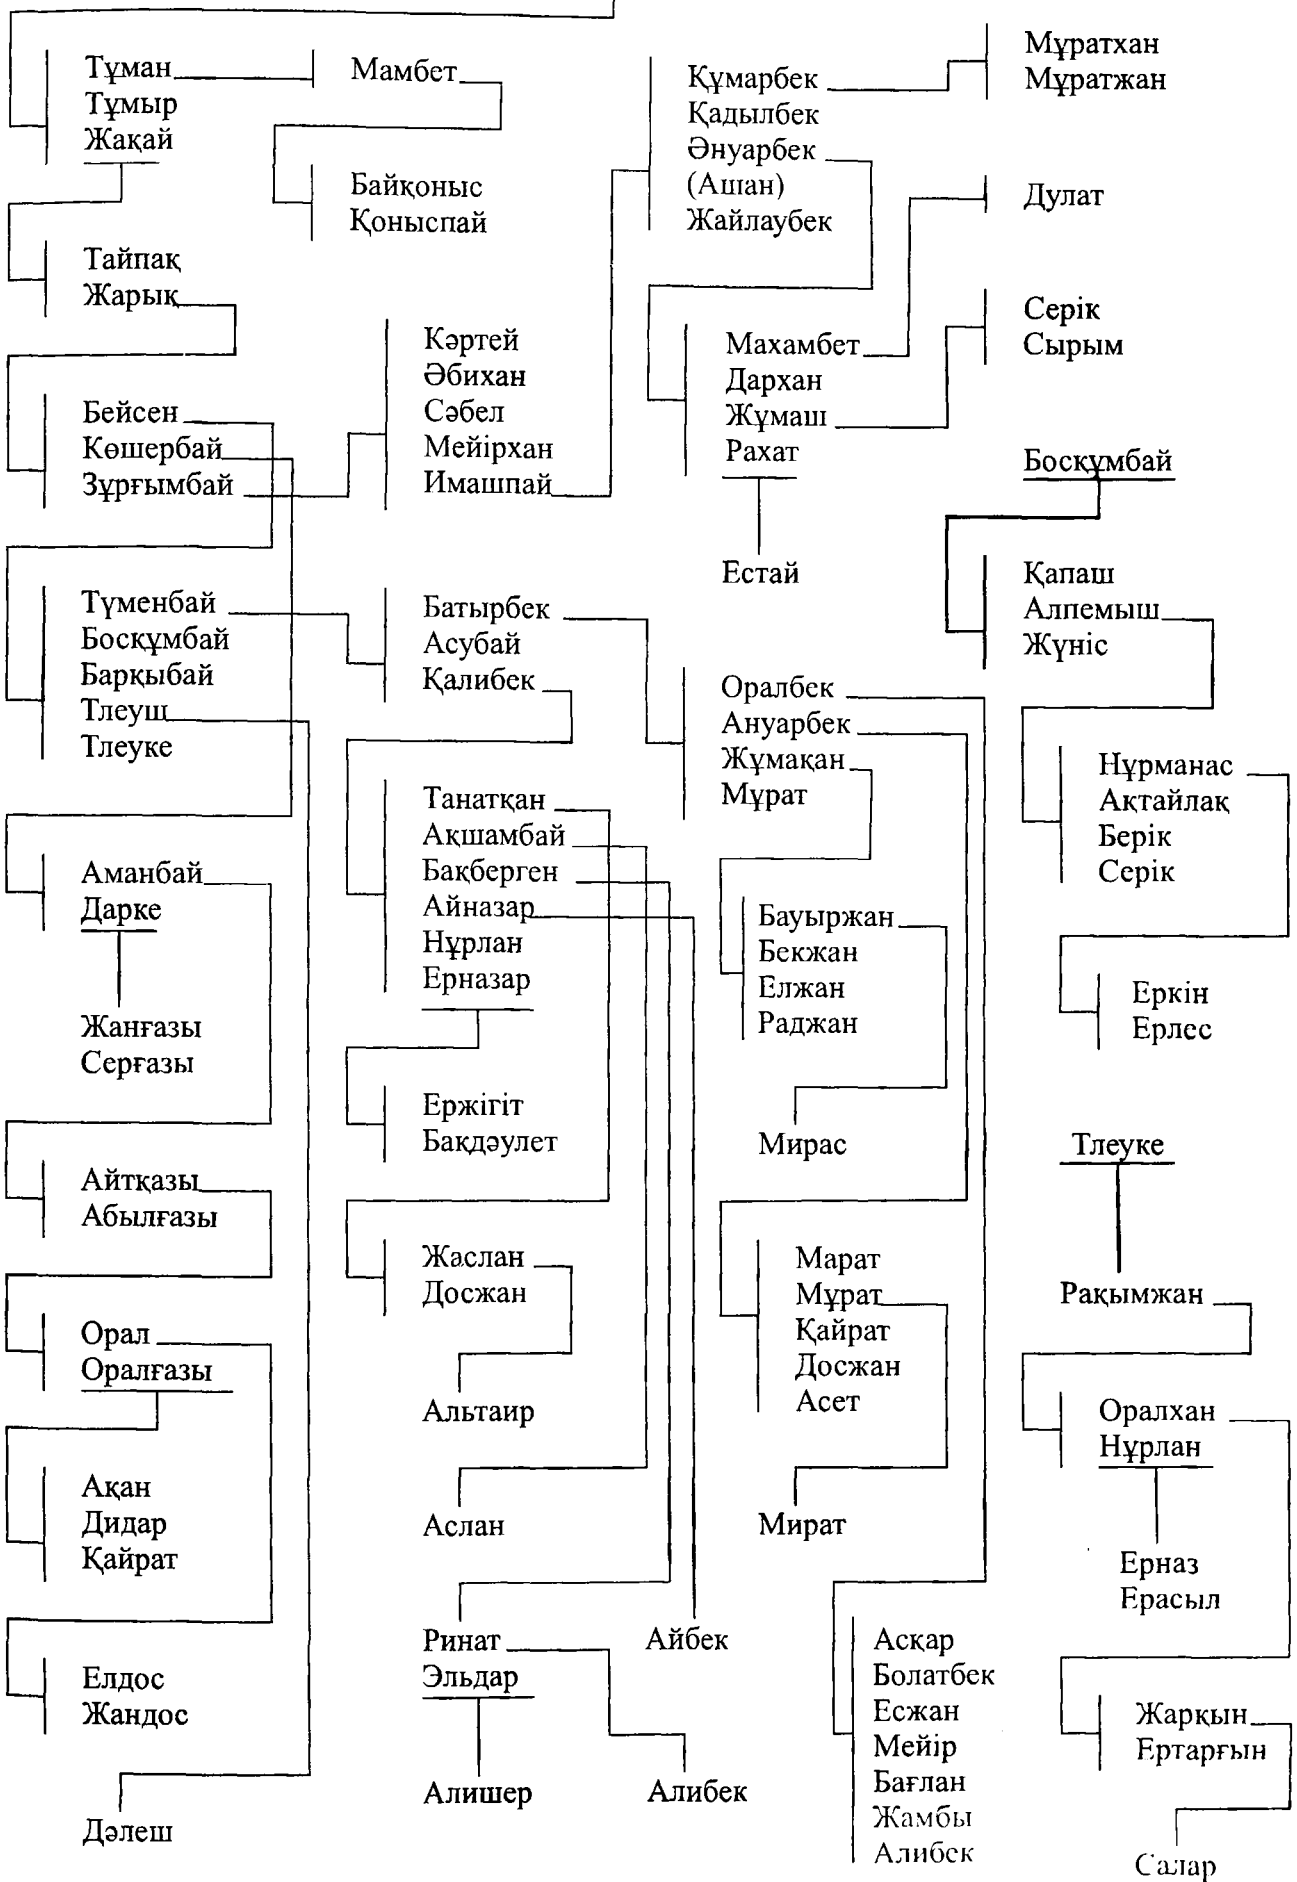 Тұман
Тұмыр
Жақай
Мамбет
Байқоныс
Қоныспай
Тайпақ
Жарық
Бейсен
Көшербай
Зұрғымбай
Кәртей
Әбихан
Сәбел
Мейірхан
Имашпай
Құмарбек
Қадылбек
Әнуарбек
(Ашан)
Жайлаубек
Мұратхан
Мұратжан
Дулат
Серік
Сырым
Махамбет
Дархан
Жұмаш
Рахат
Естай
Босқұмбай
Қапаш
Алпемыш
Жүніс
Түменбай
Босқұмбай
Барқыбай
Тлеуш
Тлеуке
Батырбек
Асубай
Қалибек
Оралбек
Ануарбек
Жұмақан
Мұрат
Нұрманас
Ақтайлақ
Берік
Серік
Танатқан
Ақшамбай
Бақберген
Айназар
Нұрлан
Ерназар
Аманбай
Дарке
Жанғазы
Серғазы
Бауыржан
Бекжан
Елжан
Раджан
Еркін
Ерлес
Ержігіт
Бақдәулет
Мирас
Тлеуке
Айтқазы
Абылғазы
Жаслан
Досжан
Марат
Мұрат
Қайрат
Досжан
Асет
Рақымжан
Орал
Оралғазы
Альтаир
Оралхан
Нұрлан
Ақан
Дидар
Қайрат
Аслан
Мират
Ерназ
Ерасыл
Елдос
Жандос
Ринат
Эльдар
Айбек
Асқар
Болатбек
Есжан
Мейір
Бағлан
Жамбы
Алибек
Жарқын
Ертарғын
Алишер
Алибек
Дәлеш
Салар